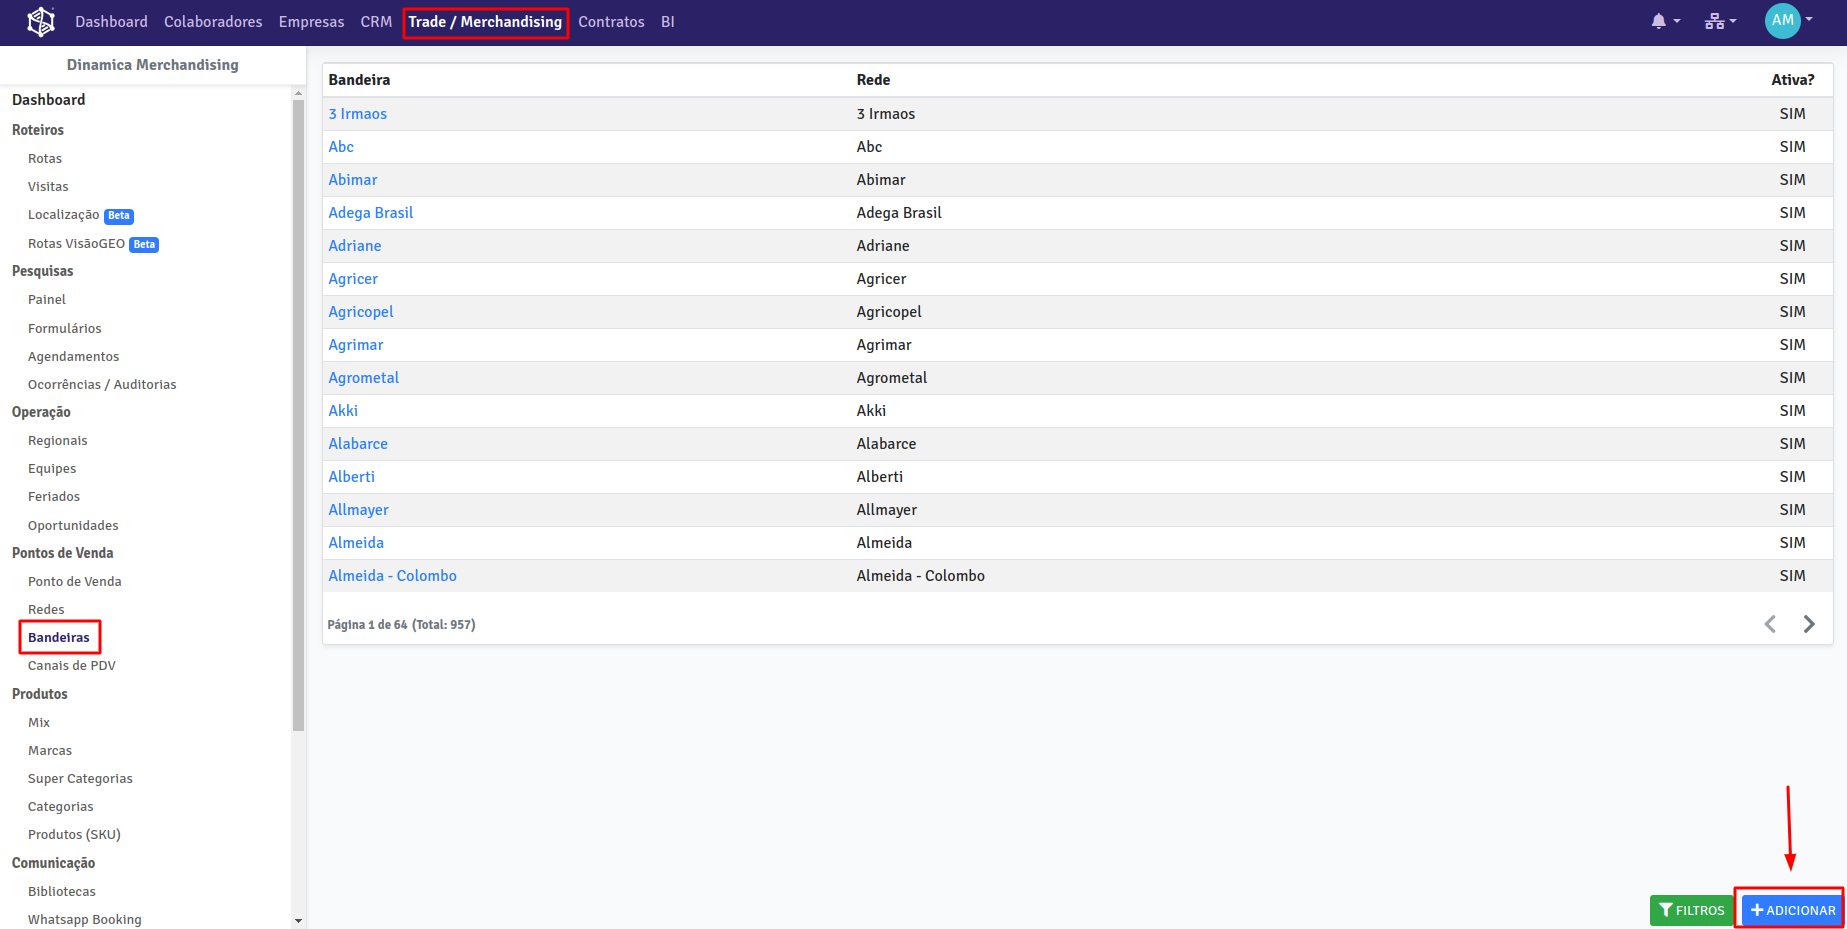 Dashboard Colaboradores Empresas CRM Trade / Merchandising Contratos BI AM
Dinamica Merchandising
Dashboard
Roteiros
Rotas
Visitas
Localização Beta
Rotas VisãoGEO Beta
Pesquisas
Painel
Formulários
Agendamentos
Ocorrências / Auditorias
Operação
Regionais
Equipes
Feriados
Oportunidades
Pontos de Venda
Ponto de Venda
Redes
Bandeiras
Canais de PDV
Produtos
Mix
Marcas
Super Categorias
Categorias
Produtos (SKU)
Comunicação
Bibliotecas
Whatsapp Booking
Bandeira Rede Ativa?
3 Irmaos 3 Irmaos SIM
Abc Abc SIM
Abimar Abimar SIM
Adega Brasil Adega Brasil SIM
Adriane Adriane SIM
Agricer Agricer SIM
Agricopel Agricopel SIM
Agrimar Agrimar SIM
Agrometal Agrometal SIM
Akki Akki SIM
Alabarce Alabarce SIM
Alberti Alberti SIM
Allmayer Allmayer SIM
Almeida Almeida SIM
Almeida - Colombo Almeida - Colombo SIM
Página 1 de 64 (Total: 957)
FILTROS
+ ADICIONAR